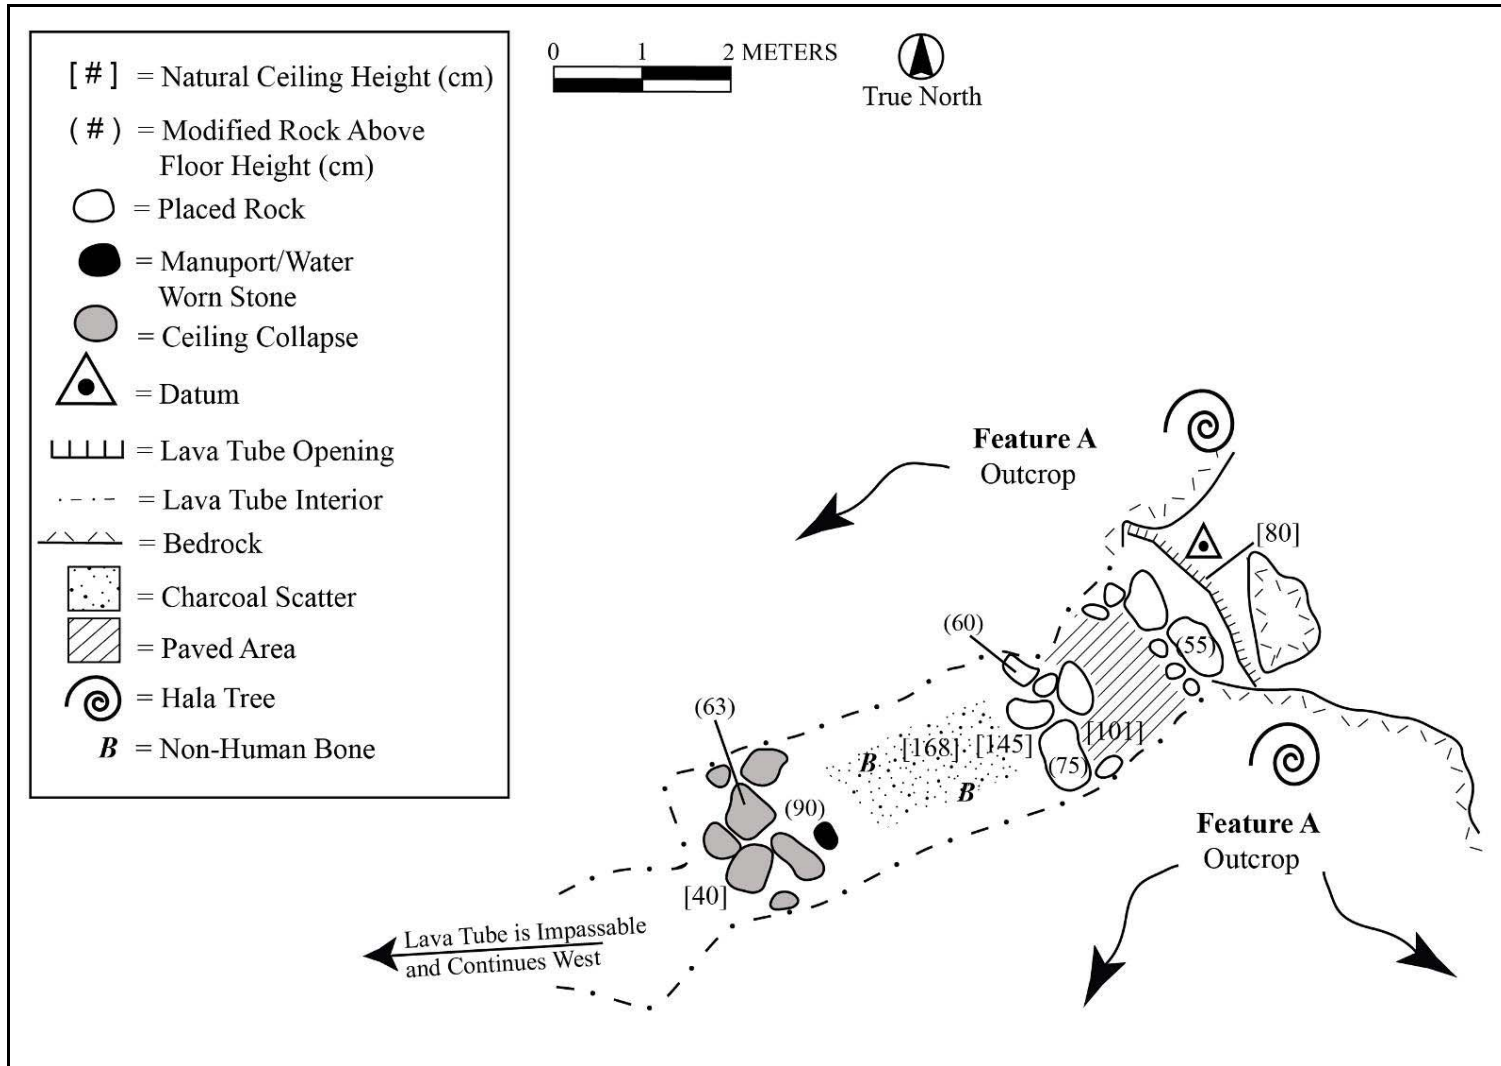 0 1 2 METERS
True North
[#] = Natural Ceiling Height (cm)
(#) = Modified Rock Above
Floor Height (cm)
= Placed Rock
= Manuport/Water
Worn Stone
= Ceiling Collapse
= Datum
= Lava Tube Opening
= Lava Tube Interior
= Bedrock
= Charcoal Scatter
= Paved Area
= Hala Tree
B = Non-Human Bone
Feature A
Outcrop
[80]
(60)
(55)
(63)
[168] [145] [101]
B
(75)
B
(90)
[40]
Feature A
Outcrop
Lava Tube is Impassable
and Continues West